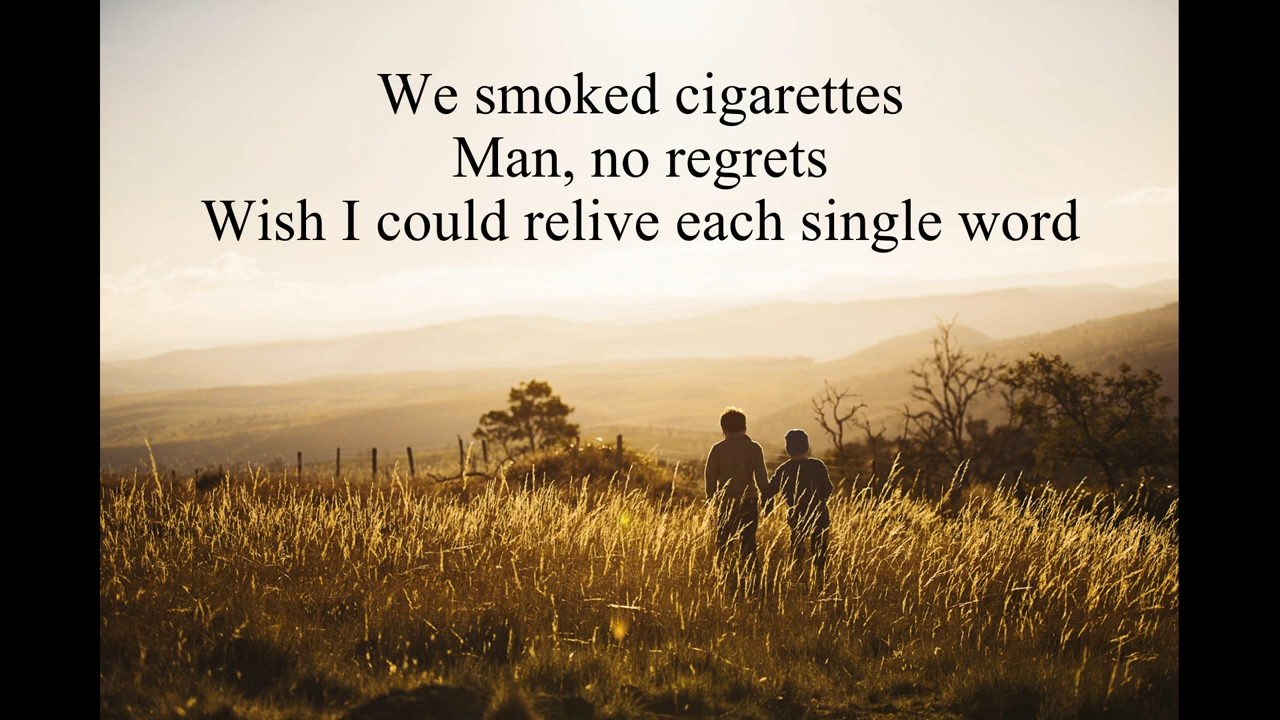 We smoked cigarettes
Man, no regrets
Wish I could relive each single word